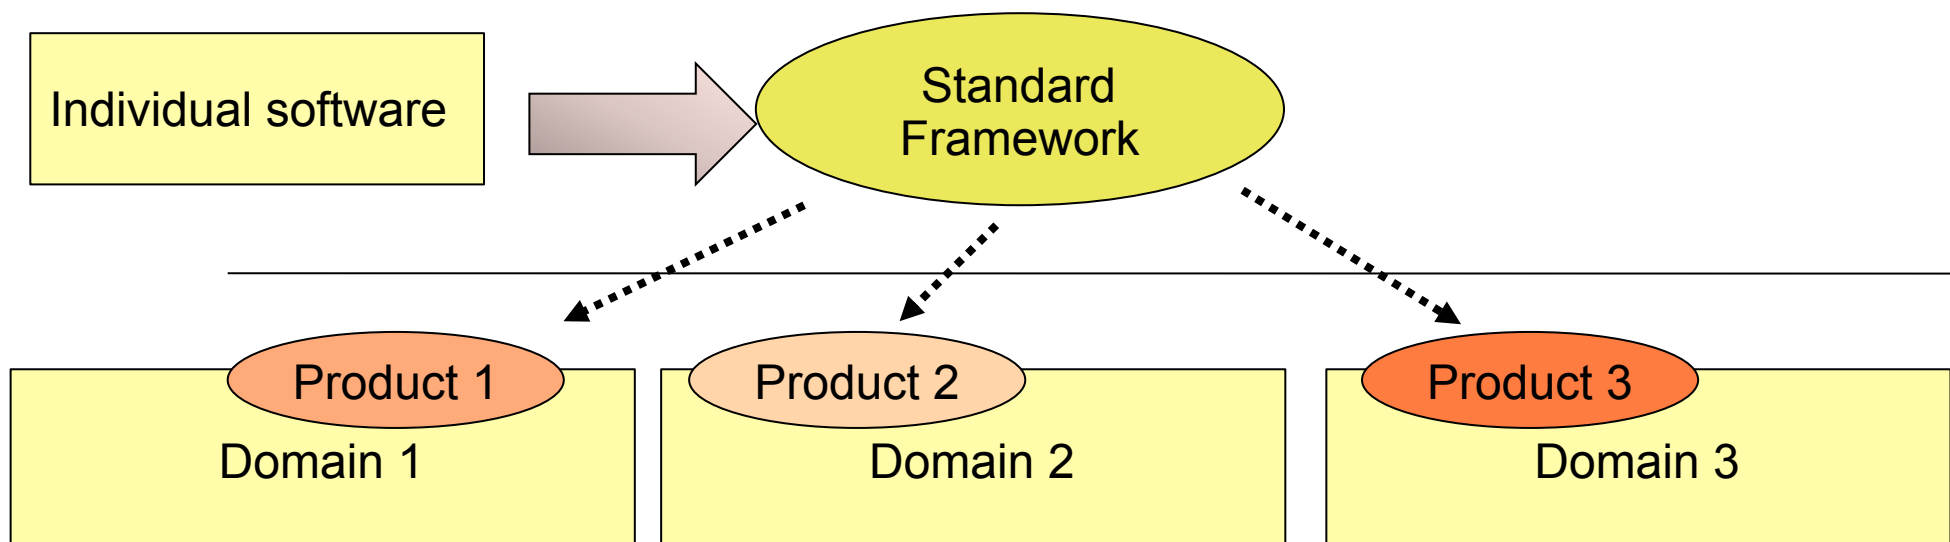 Individual software
Standard
Framework
Product 1
Product 2
Product 3
Domain 1
Domain 2
Domain 3